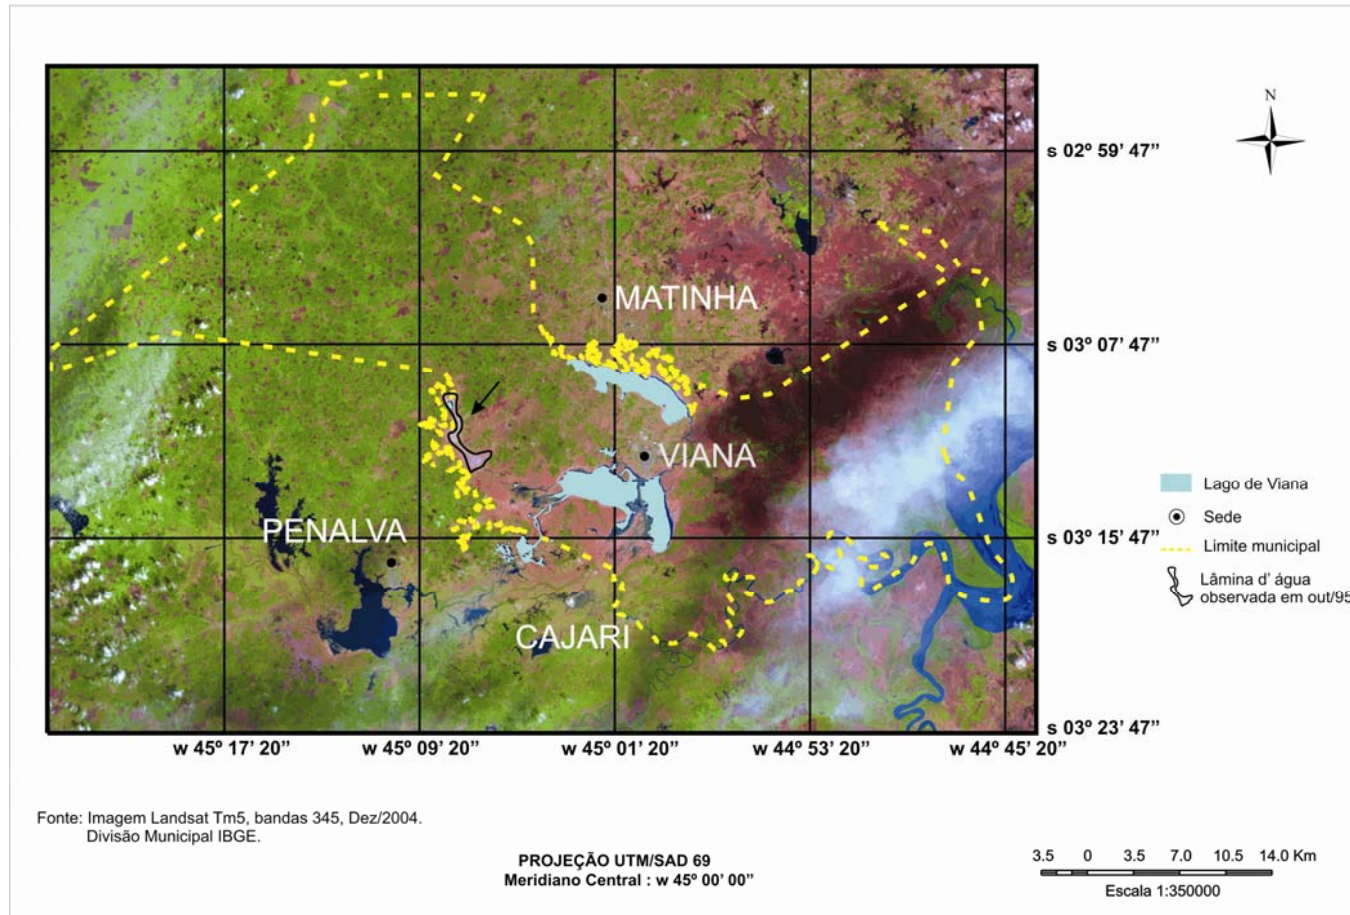 N
s 02º 59' 47”
MATINHA
s 03º 07' 47”
VIANA
Lago de Viana
Sede
PENALVA
s 03º 15' 47”
Limite municipal
Lâmina d' água
observada em out/95
CAJARI
s 03º 23' 47”
w 45º 17' 20”
w 45º 09' 20”
w 45º 01' 20”
w 44º 53' 20”
w 44º 45' 20”
Fonte: Imagem Landsat Tm5, bandas 345, Dez/2004.
Divisão Municipal IBGE.
PROJEÇÃO UTM/SAD 69
Meridiano Central : w 45º 00' 00”
3.5 0 3.5 7.0 10.5 14.0 Km
Escala 1:350000